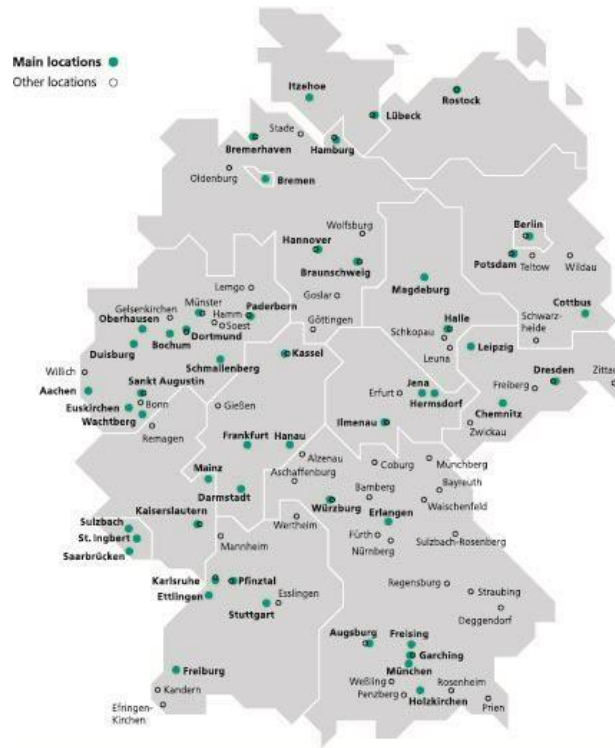 Main locations
Other locations
Itzehoe
Rostock
Lübeck
Stade
Bremerhaven
Hamburg
Oldenburg
Bremen
Wolfsburg
Berlin
Hannover
Potsdam
Teltow
Wildau
Braunschweig
Magdeburg
Lemgo
Goslar
Cottbus
Münster
Gelsenkirchen
Hamm
Paderborn
Oberhausen
Soest
Göttingen
Halle
Schwarz-
heide
Dortmund
Schkopau
Duisburg
Bochum
Leuna
Leipzig
Kassel
Schmallenberg
Willich
Dresden
Zittau
Sankt Augustin
Jena
Freiberg
Aachen
Erfurt
Hermsdorf
Bonn
Euskirchen
Gießen
Chemnitz
Wachtberg
Ilmenau
Zwickau
Remagen
Frankfurt
Hanau
Alzenau
Coburg
Münchberg
Mainz
Aschaffenburg
Bamberg
Bayreuth
Darmstadt
Würzburg
Waischenfeld
Kaiserslautern
Erlangen
Sulzbach
Wertheim
St. Ingbert
Fürth
Sulzbach-Rosenberg
Mannheim
Nürnberg
Saarbrücken
Karlsruhe
Pfinztal
Regensburg
Straubing
Ettlingen
Esslingen
Stuttgart
Deggendorf
Augsburg
Freising
Garching
Freiburg
München
Weßling
Rosenheim
Kandern
Penzberg
Holzkirchen
Prien
Efringen-
Kirchen